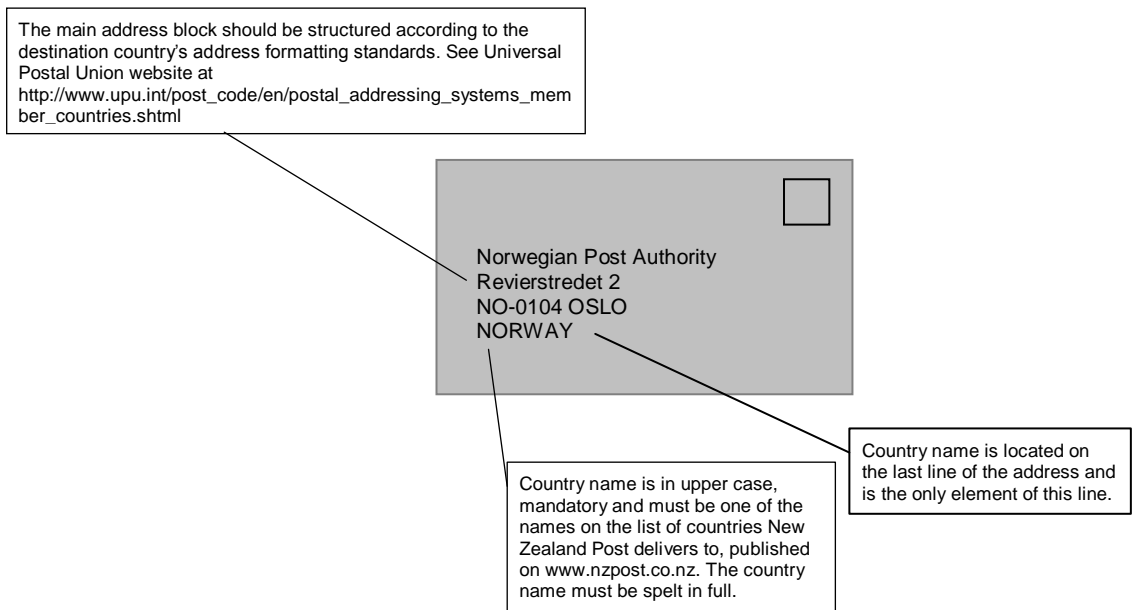 The main address block should be structured according to the
destination country's address formatting standards. See Universal
Postal Union website at
http://www.upu.int/post_code/en/postal_addressing_systems_mem
ber_countries.shtml
Norwegian Post Authority
Revierstredet 2
NO-0104 OSLO
NORWAY
Country name is located on
the last line of the address and
is the only element of this line.
Country name is in upper case,
mandatory and must be one of the
names on the list of countries New
Zealand Post delivers to, published
on www.nzpost.co.nz. The country
name must be spelt in full.